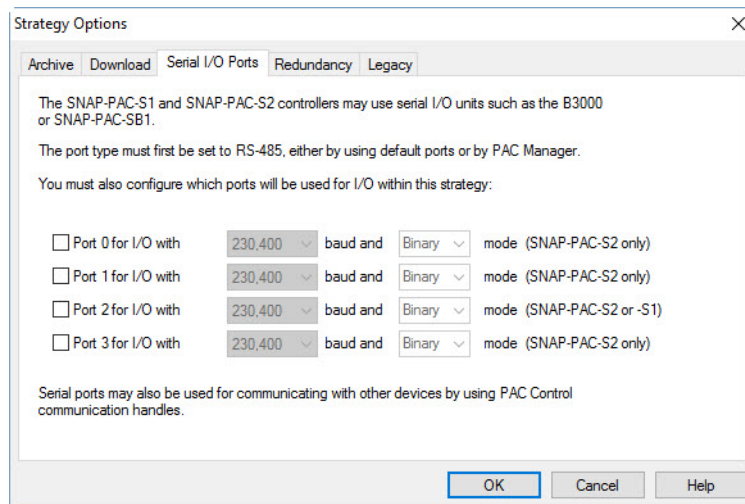 Strategy Options
Archive Download Serial I/O Ports Redundancy Legacy
The SNAP-PAC-S1 and SNAP-PAC-S2 controllers may use serial I/O units such as the B3000
or SNAP-PAC-SB1.
The port type must first be set to RS-485, either by using default ports or by PAC Manager.
You must also configure which ports will be used for I/O within this strategy:
Port 0 for I/O with 230,400 baud and Binary mode (SNAP-PAC-S2 only)
Port 1 for I/O with 230,400 baud and Binary mode (SNAP-PAC-S2 only)
Port 2 for I/O with 230,400 baud and Binary mode (SNAP-PAC-S2 or -S1)
Port 3 for I/O with 230,400 baud and Binary mode (SNAP-PAC-S2 only)
Serial ports may also be used for communicating with other devices by using PAC Control
communication handles.
OK Cancel Help